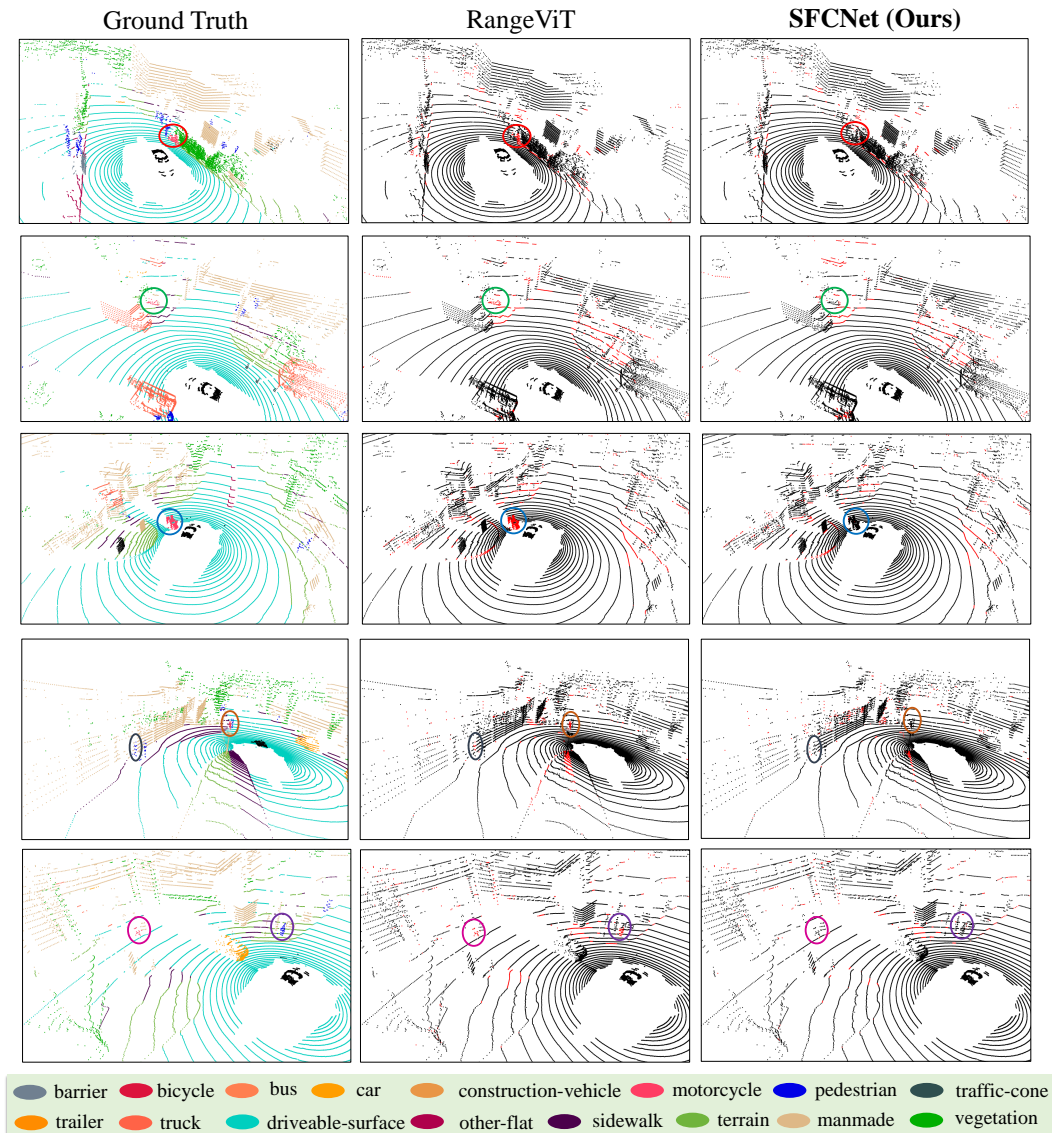 Ground Truth RangeViT SFCNet (Ours)
barrier bicycle bus car construction-vehicle motorcycle pedestrian traffic-cone
trailer truck driveable-surface other-flat sidewalk terrain manmade vegetation